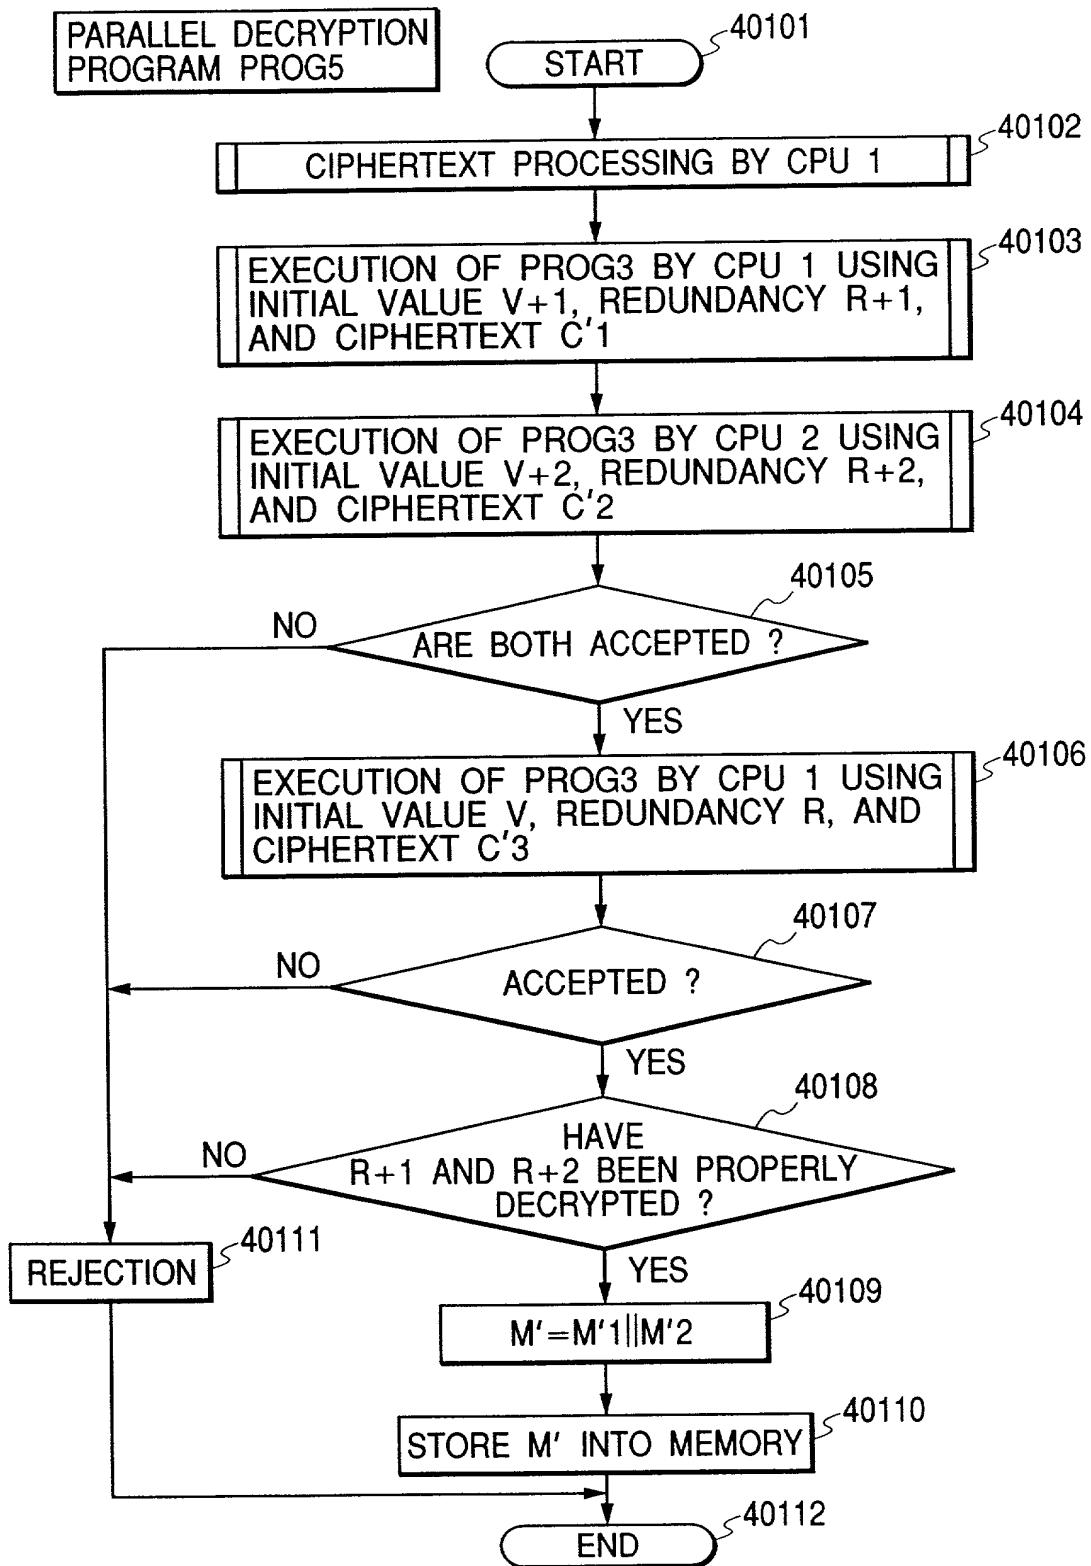 PARALLEL DECRYPTION
PROGRAM PROG5
START
40101
CIPHERTEXT PROCESSING BY CPU 1
40102
EXECUTION OF PROG3 BY CPU 1 USING
INITIAL VALUE V+1, REDUNDANCY R+1,
AND CIPHERTEXT C'1
40103
EXECUTION OF PROG3 BY CPU 2 USING
INITIAL VALUE V+2, REDUNDANCY R+2,
AND CIPHERTEXT C'2
40104
ARE BOTH ACCEPTED ?
40105
NO
YES
EXECUTION OF PROG3 BY CPU 1 USING
INITIAL VALUE V, REDUNDANCY R, AND
CIPHERTEXT C'3
40106
ACCEPTED ?
40107
NO
YES
HAVE
R+1 AND R+2 BEEN PROPERLY
DECRYPTED ?
40108
NO
YES
REJECTION
40111
M'=M'1||M'2
40109
STORE M' INTO MEMORY
40110
END
40112